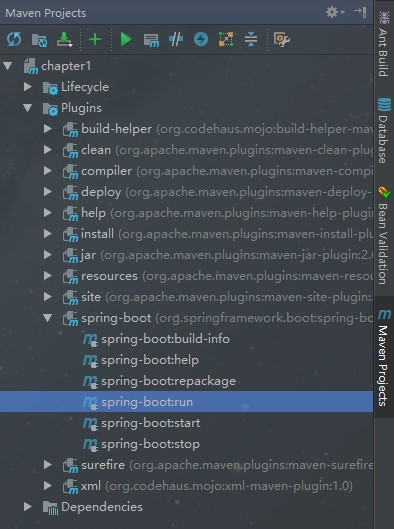 Maven Projects
chapter1
Lifecycle
Plugins
build-helper (org.codehaus.mojo:build-helper-mav
clean (org.apache.maven.plugins:maven-clean-plug
compiler (org.apache.maven.plugins:maven-compi
deploy (org.apache.maven.plugins:maven-deploy-
help (org.apache.maven.plugins:maven-help-plugi
install (org.apache.maven.plugins:maven-install-plu
jar (org.apache.maven.plugins:maven-jar-plugin:2.6
resources (org.apache.maven.plugins:maven-resou
site (org.apache.maven.plugins:maven-site-plugin:
spring-boot (org.springframework.boot:spring-bo
spring-boot:build-info
spring-boot:help
spring-boot:repackage
spring-boot:run
spring-boot:start
spring-boot:stop
surefire (org.apache.maven.plugins:maven-surefire
xml (org.codehaus.mojo:xml-maven-plugin:1.0)
Dependencies
Ant Build
Database
Bean Validation
Maven Projects